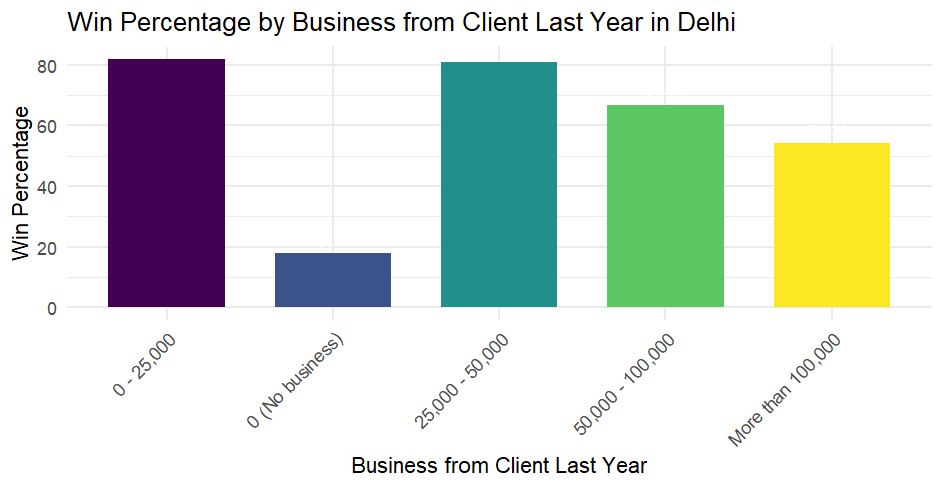 Win Percentage by Business from Client Last Year in Delhi
Win Percentage
80
60
40
20
0
0 - 25,000
0 (No business)
25,000 - 50,000
50,000 - 100,000
More than 100,000
Business from Client Last Year